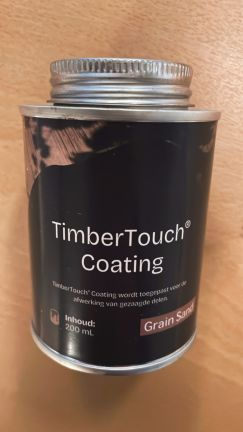 TimberTouch®
Coating
TimberTouch® Coating wordt toegepast voor de
afwerking van gezaagde delen.
Inhoud:
200 mL
Grain Sand